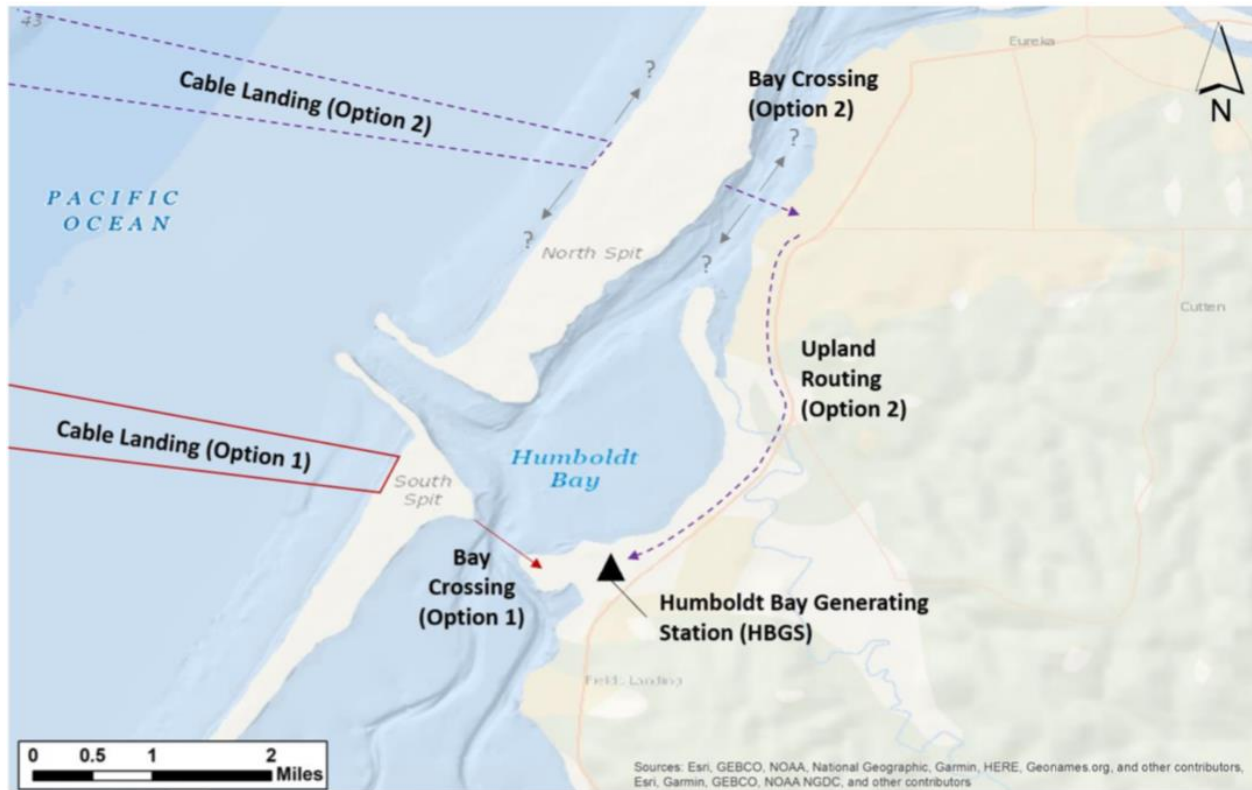 43
Cable Landing (Option 2)
?
Bay Crossing
(Option 2)
Eureka
N
PACIFIC
OCEAN
?
North Spit
?
?
Cutten
Upland
Routing
(Option 2)
Cable Landing (Option 1)
South
Spit
Humboldt
Bay
Bay
Crossing
(Option 1)
Humboldt Bay Generating
Station (HBGS)
Fields Landing
0 0.5 1 2
Miles
Sources: Esri, GEBCO, NOAA, National Geographic, Garmin, HERE, Geonames.org, and other contributors,
Esri, Garmin, GEBCO, NOAA NGDC, and other contributors